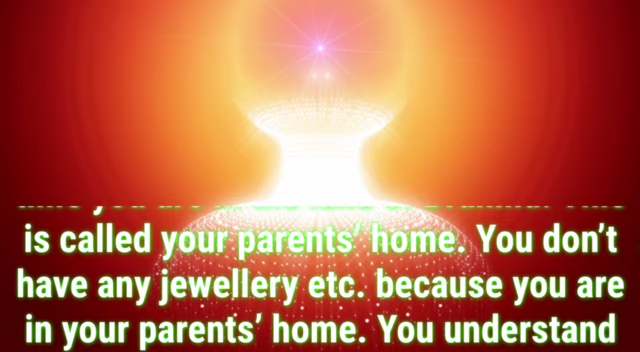 is called your parents’ home. You don’t
have any jewellery etc. because you are
in your parents’ home. You understand